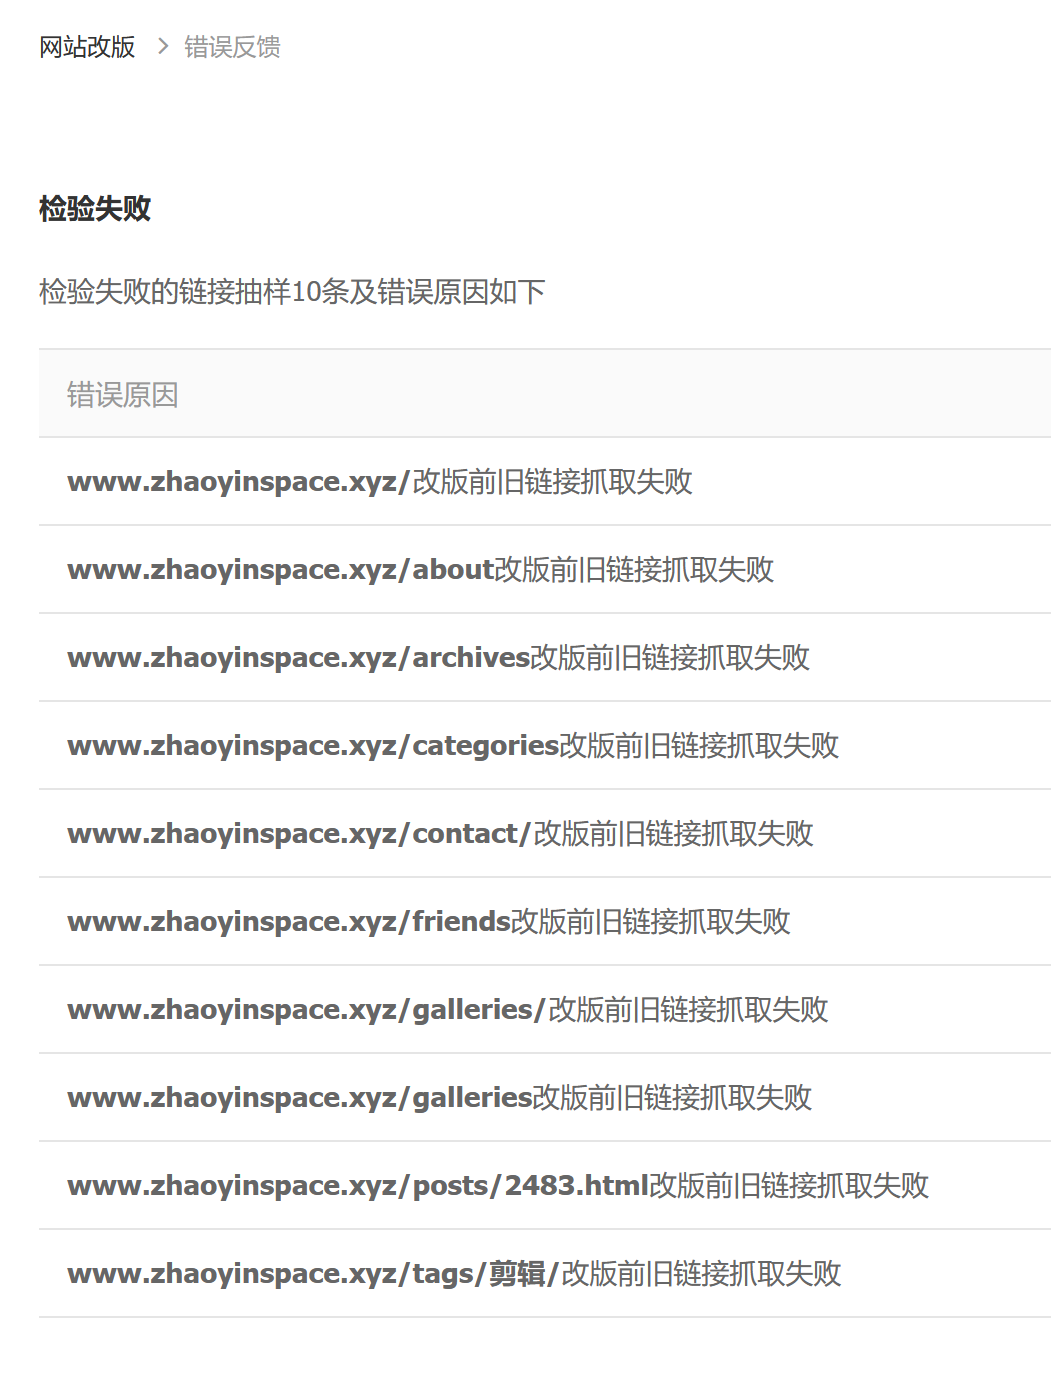 网站改版 > 错误反馈
检验失败
检验失败的链接抽样10条及错误原因如下
错误原因
www.zhaoyinspace.xyz/改版前旧链接抓取失败
www.zhaoyinspace.xyz/about改版前旧链接抓取失败
www.zhaoyinspace.xyz/archives改版前旧链接抓取失败
www.zhaoyinspace.xyz/categories改版前旧链接抓取失败
www.zhaoyinspace.xyz/contact/改版前旧链接抓取失败
www.zhaoyinspace.xyz/friends改版前旧链接抓取失败
www.zhaoyinspace.xyz/galleries/改版前旧链接抓取失败
www.zhaoyinspace.xyz/galleries改版前旧链接抓取失败
www.zhaoyinspace.xyz/posts/2483.html改版前旧链接抓取失败
www.zhaoyinspace.xyz/tags/剪辑/改版前旧链接抓取失败